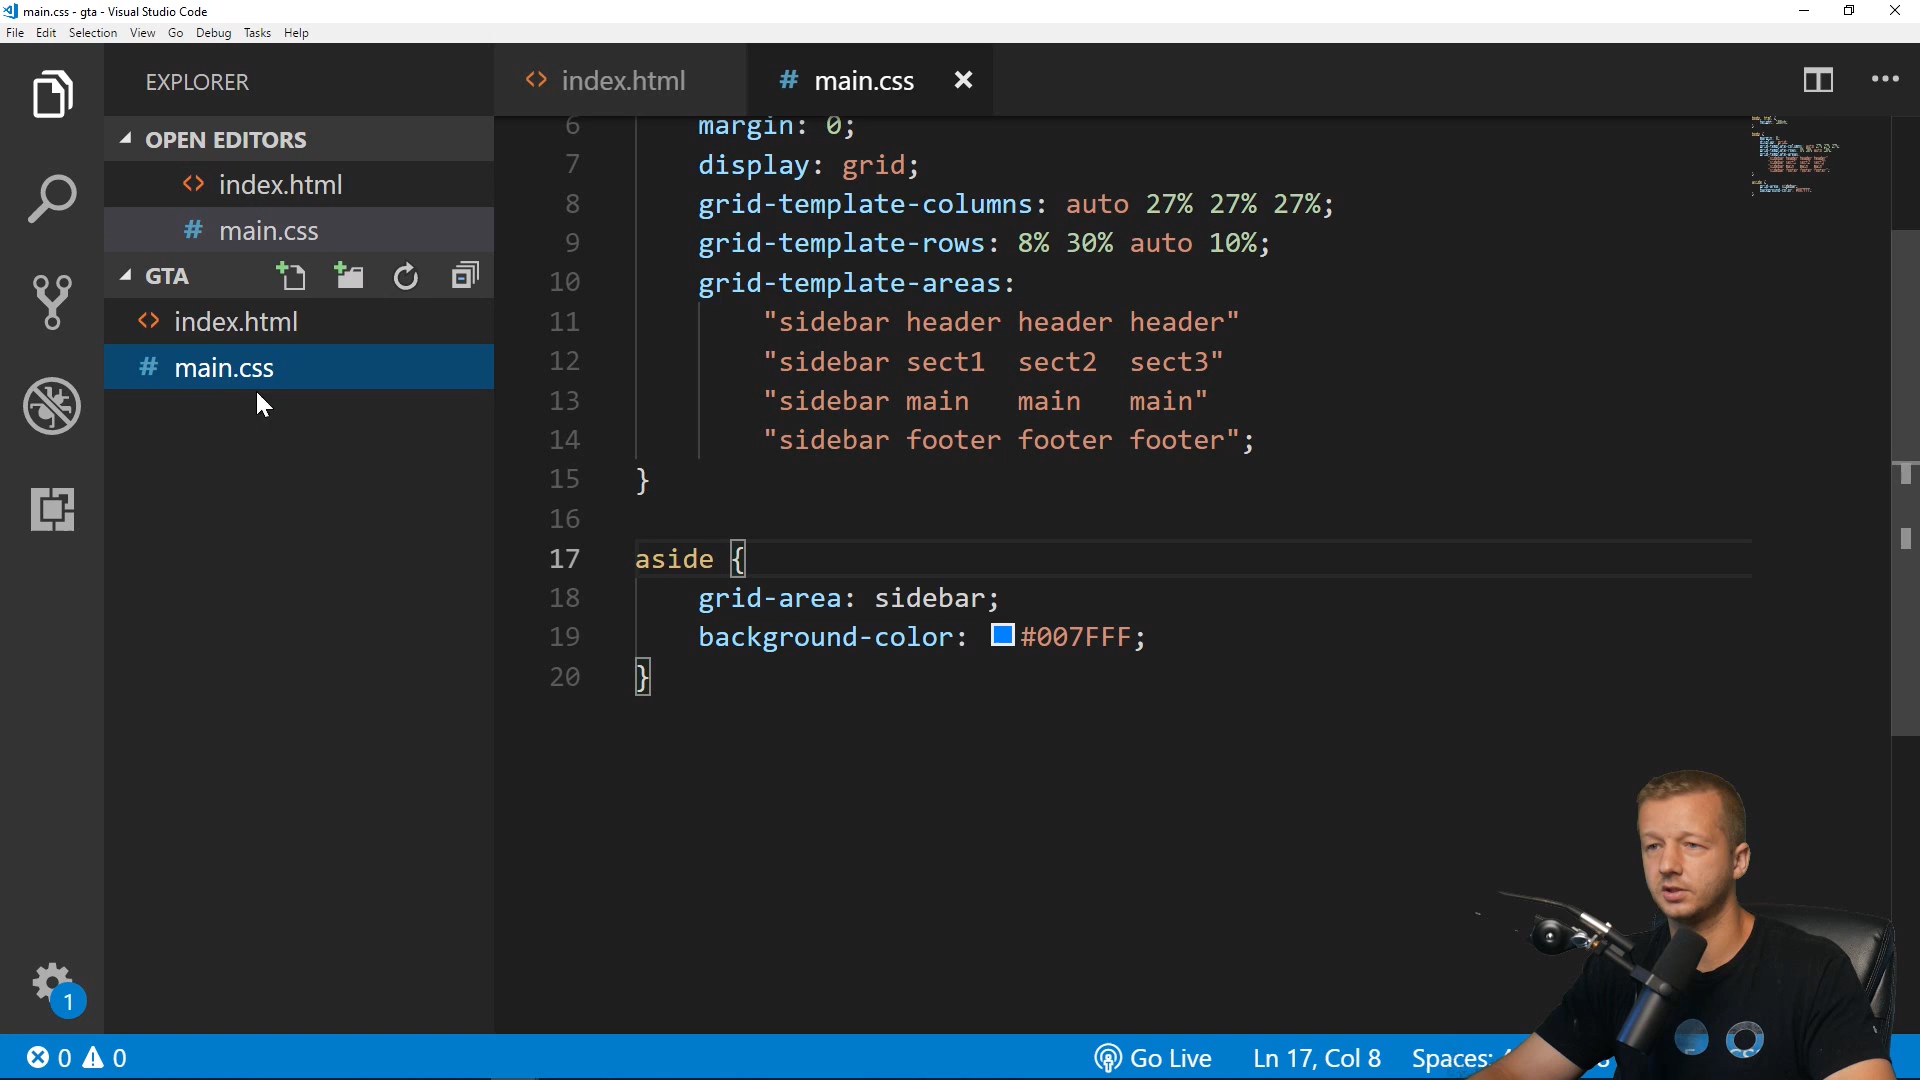 main.css - gta - Visual Studio Code
File Edit Selection View Go Debug Tasks Help
EXPLORER
OPEN EDITORS
index.html
main.css
GTA
index.html
main.css
index.html
main.css
6 margin: 0;
7 display: grid;
8 grid-template-columns: auto 27% 27% 27%;
9 grid-template-rows: 8% 30% auto 10%;
10 grid-template-areas:
11 "sidebar header header header"
12 "sidebar sect1 sect2 sect3"
13 "sidebar main main main"
14 "sidebar footer footer footer";
15 }
16
17 aside {
18 grid-area: sidebar;
19 background-color: #007FFF;
20 }
1
0 0
Go Live Ln 17, Col 8 Spaces: